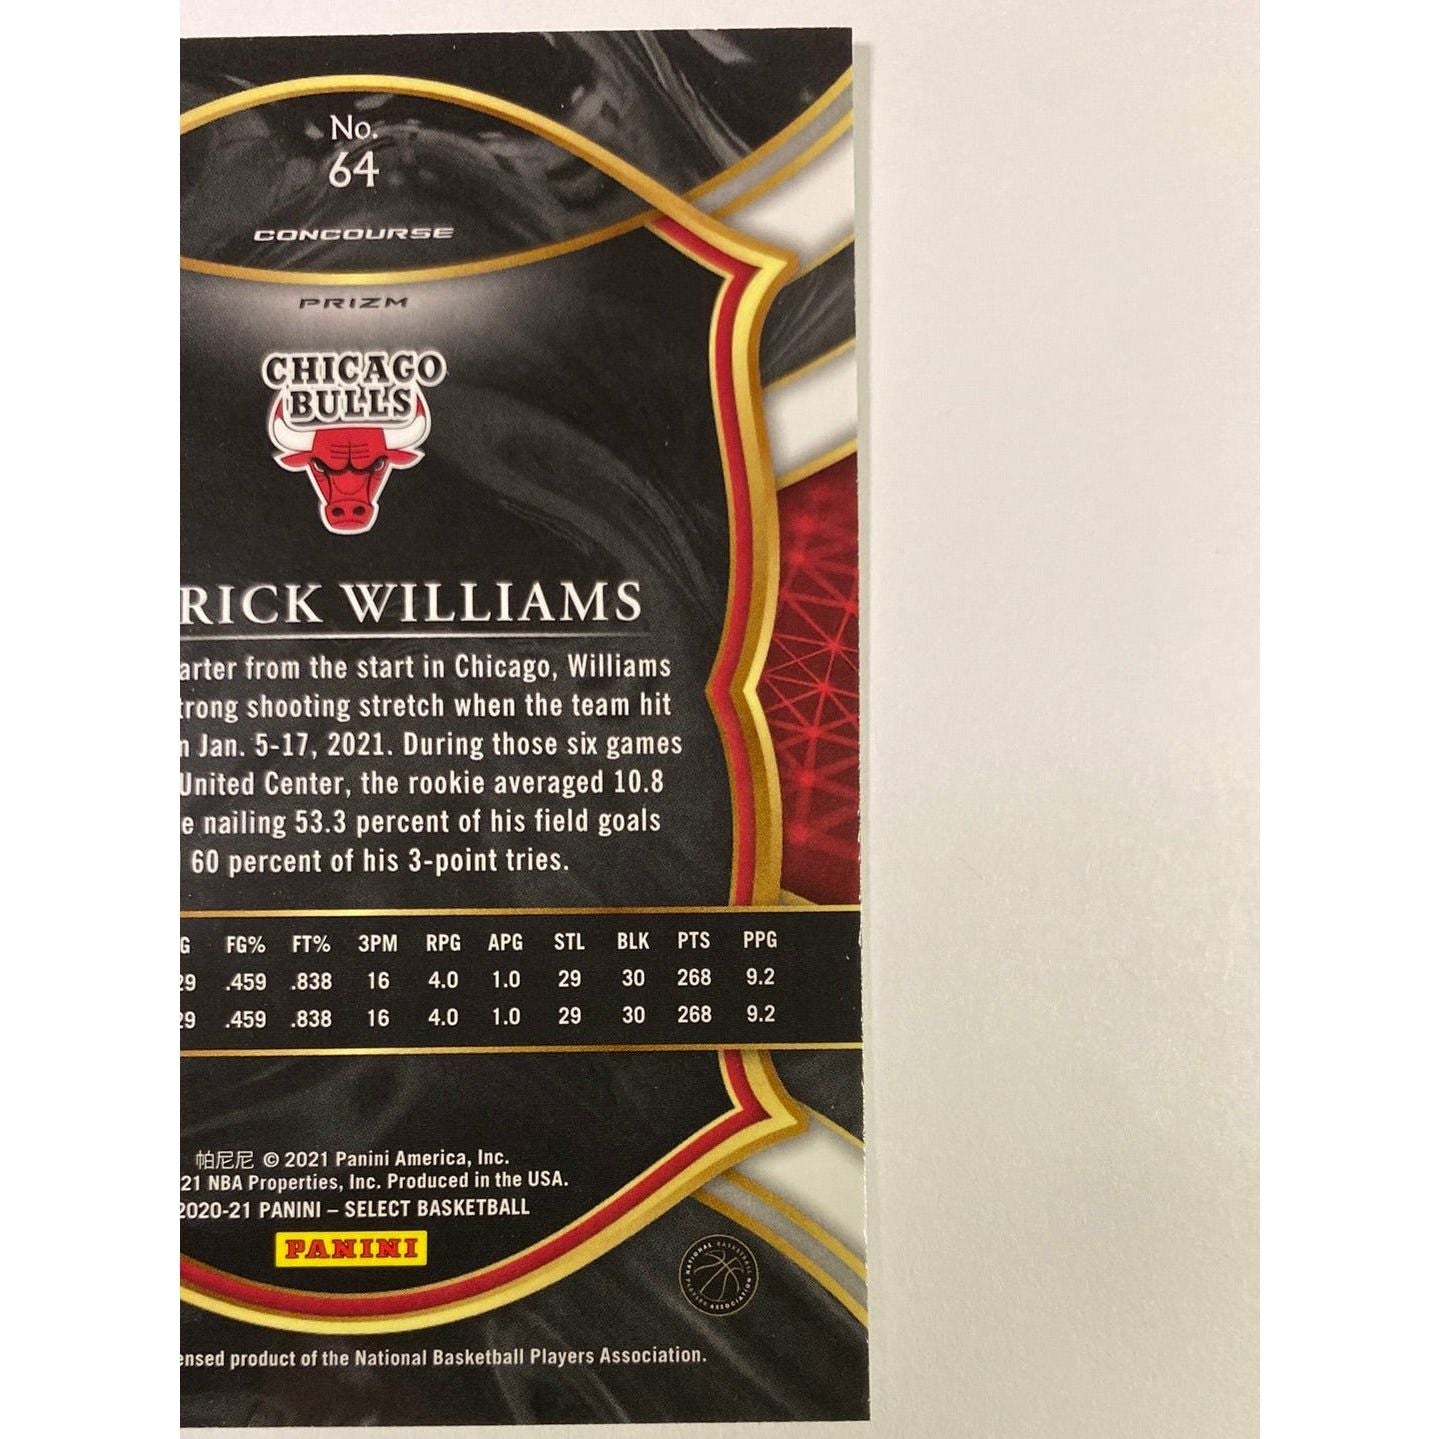 No.
64
CONCOURSE
PRIZM
CHICAGO
BULLS
RICK WILLIAMS
arter from the start in Chicago, Williams
trong shooting stretch when the team hit
n Jan. 5-17, 2021. During those six games
United Center, the rookie averaged 10.8
e nailing 53.3 percent of his field goals
60 percent of his 3-point tries.
G FG% FT% 3PM RPG APG STL BLK PTS PPG
29 .459 .838 16 4.0 1.0 29 30 268 9.2
29 .459 .838 16 4.0 1.0 29 30 268 9.2
帕尼尼 © 2021 Panini America, Inc.
21 NBA Properties, Inc. Produced in the USA.
2020-21 PANINI – SELECT BASKETBALL
PANINI
NATIONAL BASKETBALL PLAYERS ASSOCIATION
ensed product of the National Basketball Players Association.